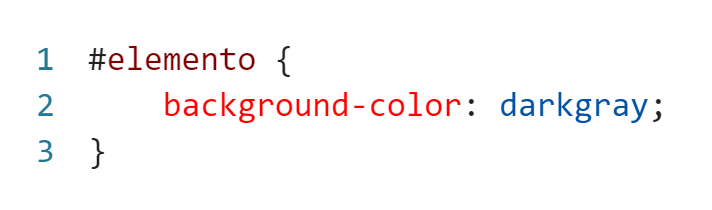 1 #elemento {
2     background-color: darkgray;
3 }